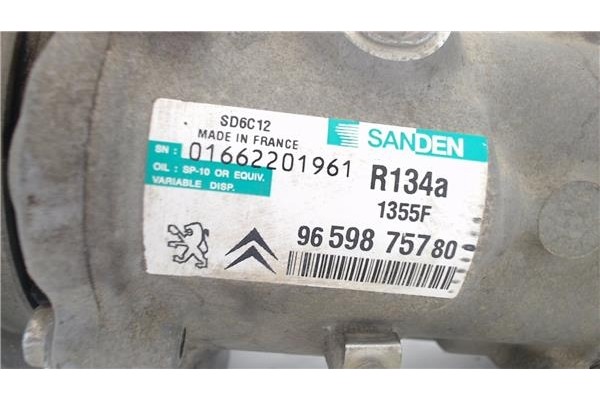 SD6C12
MADE IN FRANCE
SANDEN
SN: 01662201961
OIL: SP-10 OR EQUIV.
VARIABLE DISP.
R134a
1355F
96 598 757 80